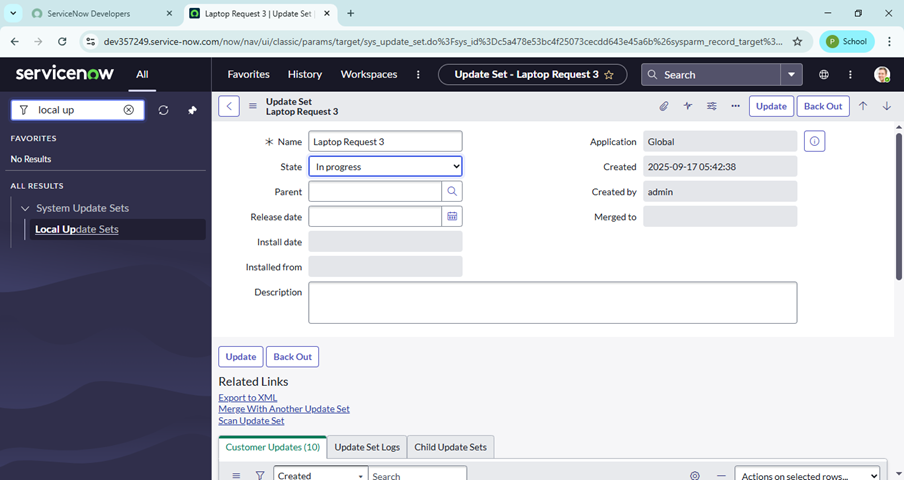 ServiceNow Developers
Laptop Request 3 | Update Set |
dev357249.service-now.com/now/nav/ui/classic/params/target/sys_update_set.do%3Fsys_id%3Dc5a478e53bc4f25073cecdd643e45a6b%26sysparm_record_target%3...
P School
servicenow
All
Favorites
History
Workspaces
Update Set - Laptop Request 3
Search
local up
FAVORITES
No Results
ALL RESULTS
System Update Sets
Local Update Sets
Update Set
Laptop Request 3
Update
Back Out
Name Laptop Request 3
State In progress
Parent
Release date
Install date
Installed from
Description
Application Global
Created 2025-09-17 05:42:38
Created by admin
Merged to
Update
Back Out
Related Links
Export to XML
Merge With Another Update Set
Scan Update Set
Customer Updates (10)
Update Set Logs
Child Update Sets
Created
Search
Actions on selected rows...